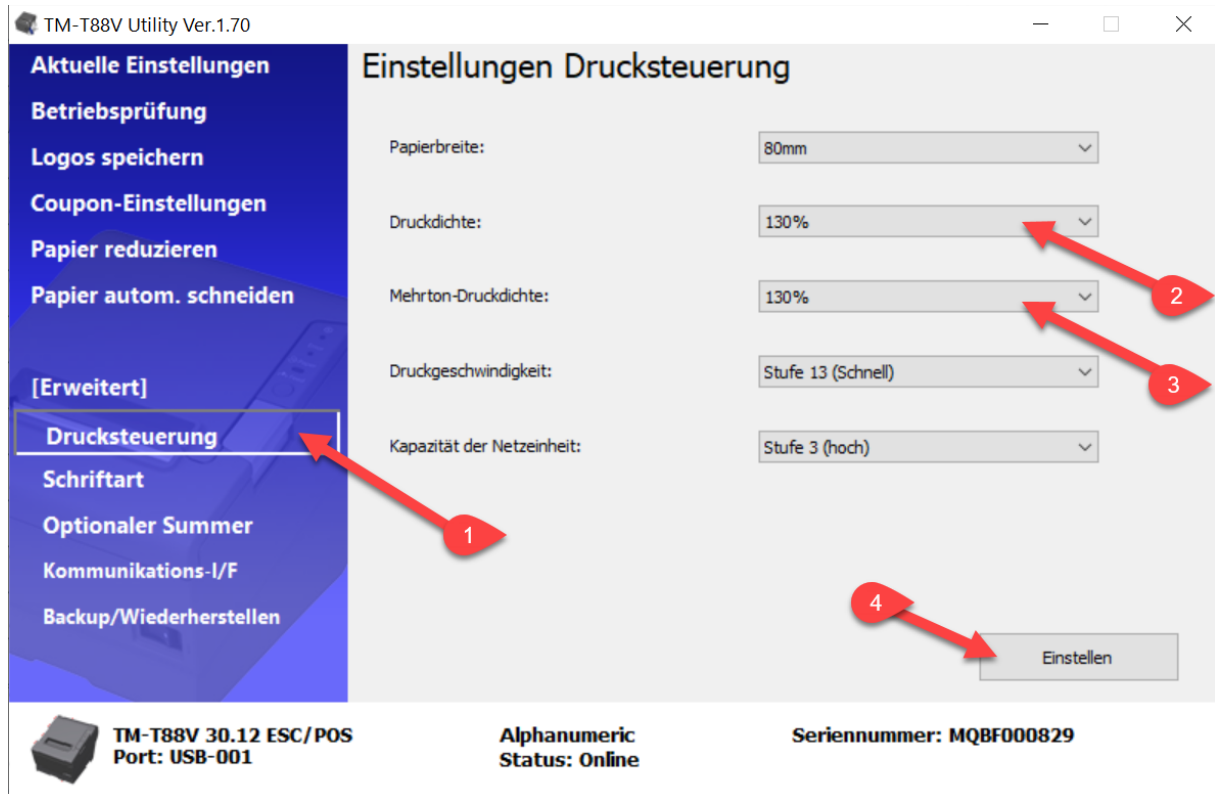 TM-T88V Utility Ver.1.70
Aktuelle Einstellungen
Betriebsprüfung
Logos speichern
Coupon-Einstellungen
Papier reduzieren
Papier autom. schneiden
[Erweitert]
Drucksteuerung
Schriftart
Optionaler Summer
Kommunikations-I/F
Backup/Wiederherstellen
Einstellungen Drucksteuerung
Papierbreite: 80mm
Druckdichte: 130%
2
Mehrton-Druckdichte: 130%
3
Druckgeschwindigkeit: Stufe 13 (Schnell)
Kapazität der Netzeinheit: Stufe 3 (hoch)
1
4
Einstellen
TM-T88V 30.12 ESC/POS
Port: USB-001
Alphanumeric
Status: Online
Seriennummer: MQBF000829